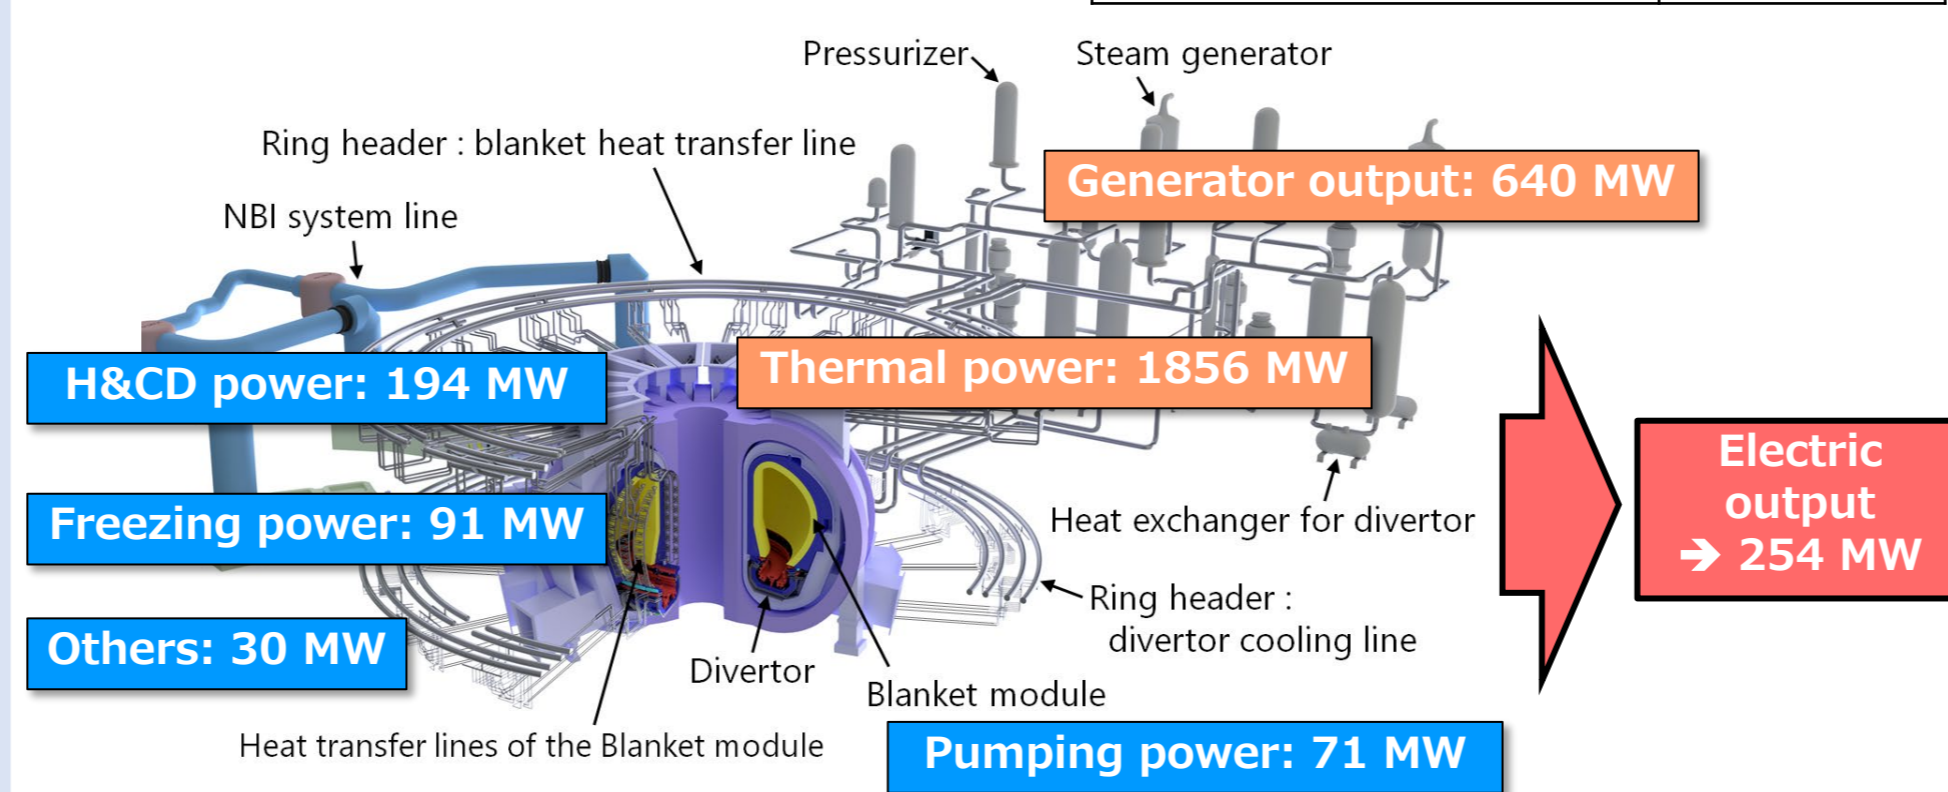 Pressurizer
Steam generator
Ring header : blanket heat transfer line
Generator output: 640 MW
NBI system line
Thermal power: 1856 MW
H&CD power: 194 MW
Electric
output
➔ 254 MW
Freezing power: 91 MW
Heat exchanger for divertor
Ring header :
divertor cooling line
Others: 30 MW
Divertor
Blanket module
Heat transfer lines of the Blanket module
Pumping power: 71 MW